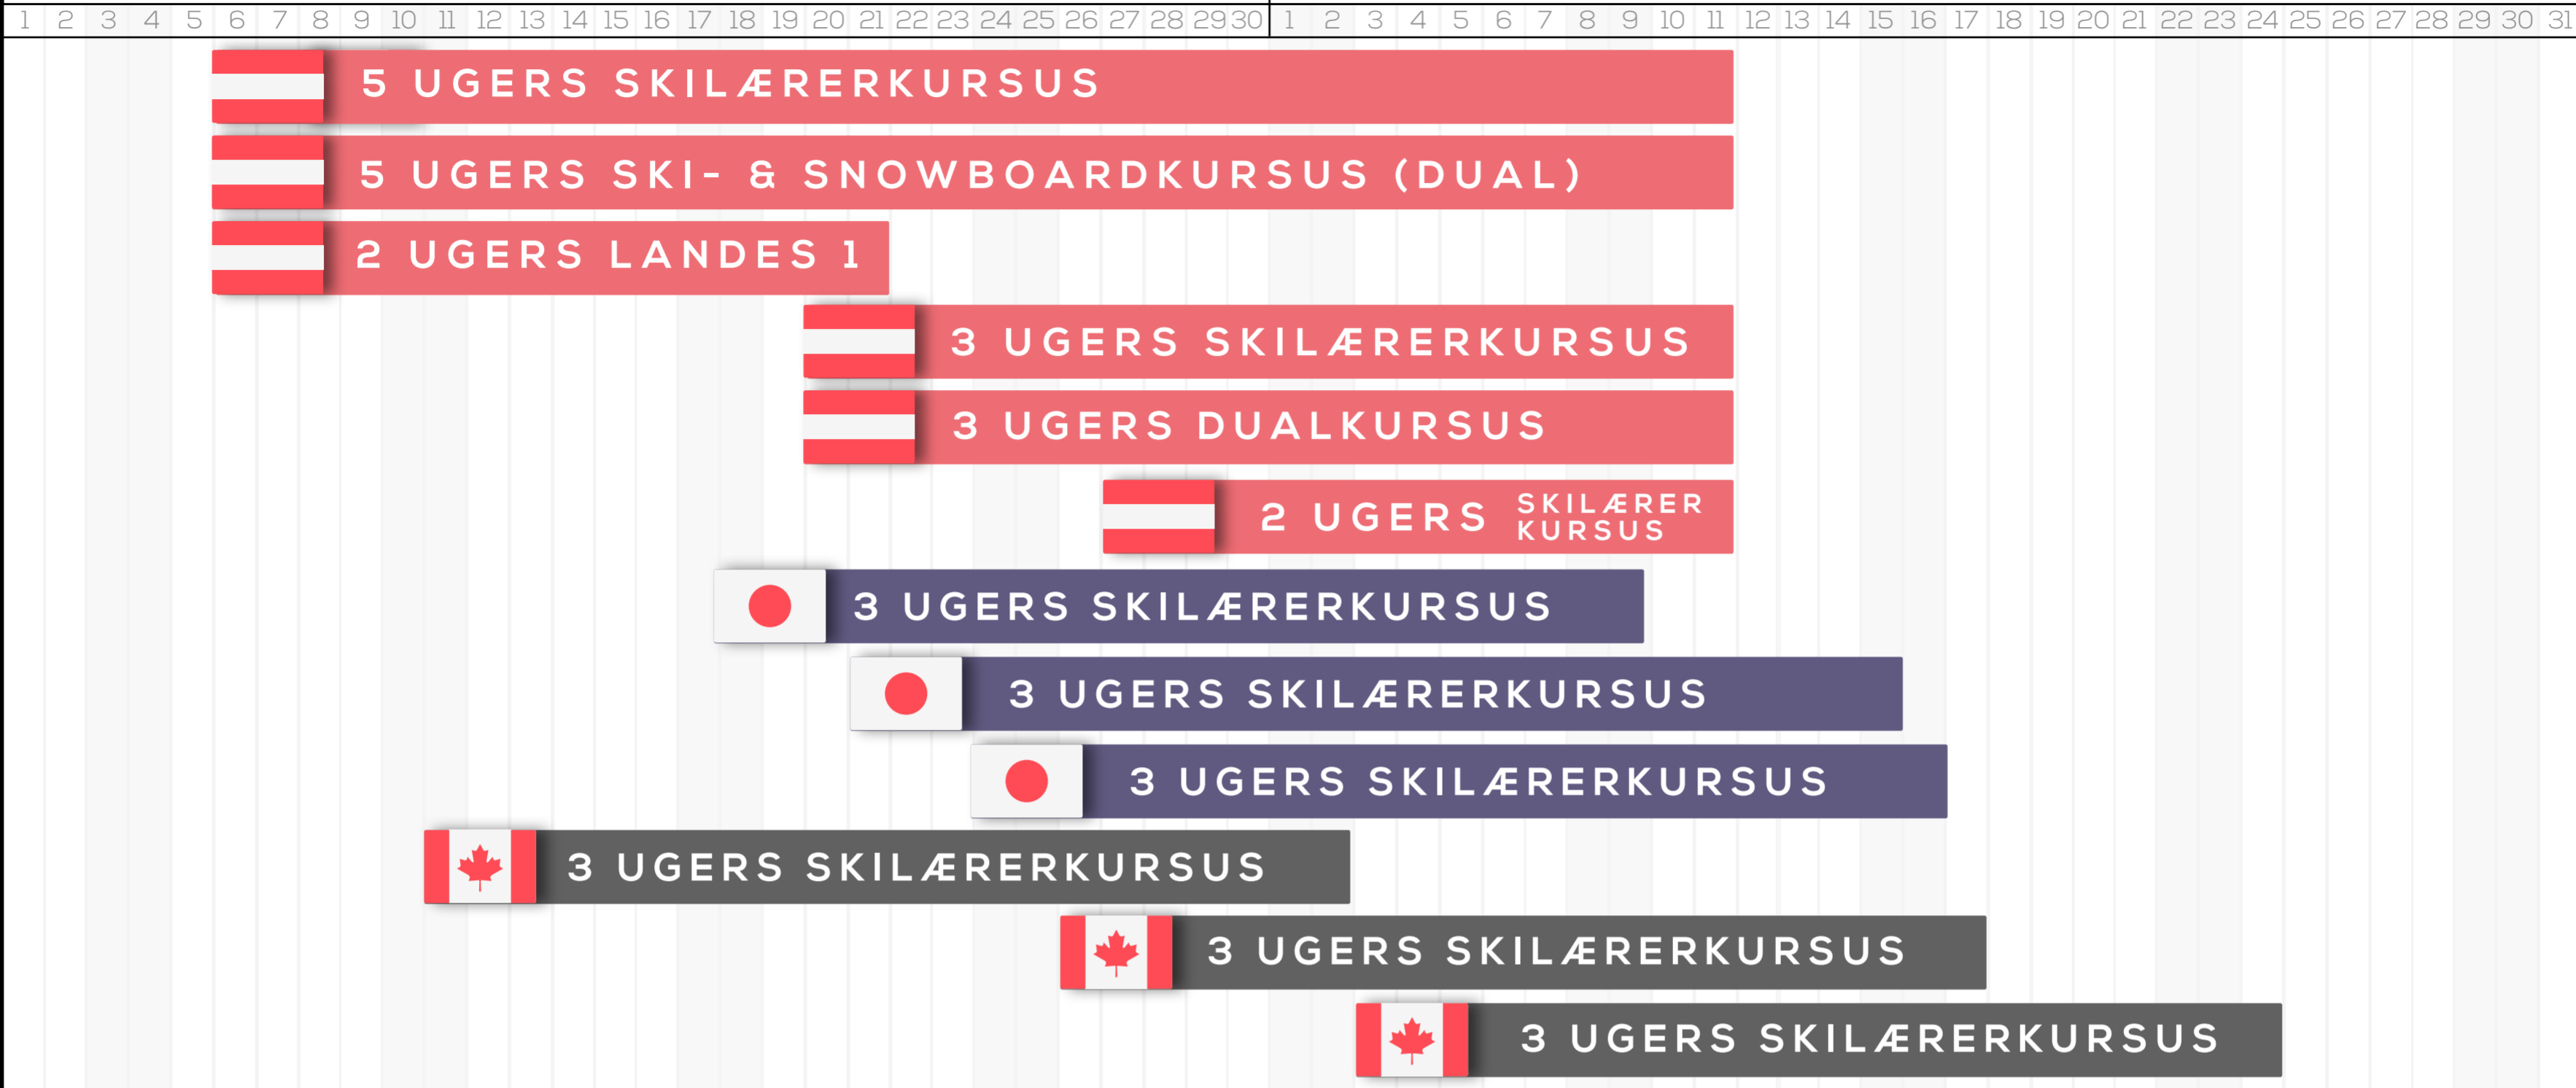 1 2 3 4 5 6 7 8 9 10 11 12 13 14 15 16 17 18 19 20 21 22 23 24 25 26 27 28 29 30 1 2 3 4 5 6 7 8 9 10 11 12 13 14 15 16 17 18 19 20 21 22 23 24 25 26 27 28 29 30 31
5 UGERS SKILÆRERKURSUS
5 UGERS SKI- & SNOWBOARDKURSUS (DUAL)
2 UGERS LANDES 1
3 UGERS SKILÆRERKURSUS
3 UGERS DUALKURSUS
2 UGERS SKILÆRER
KURSUS
3 UGERS SKILÆRERKURSUS
3 UGERS SKILÆRERKURSUS
3 UGERS SKILÆRERKURSUS
3 UGERS SKILÆRERKURSUS
3 UGERS SKILÆRERKURSUS
3 UGERS SKILÆRERKURSUS